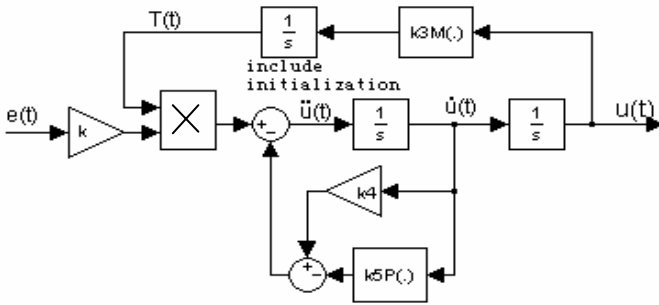 T(t)
1
s
k3M(.)
include
initialization
e(t)
k
+
-
ü(t)
1
s
u̇(t)
1
s
u(t)
k4
+
-
k5P(.)